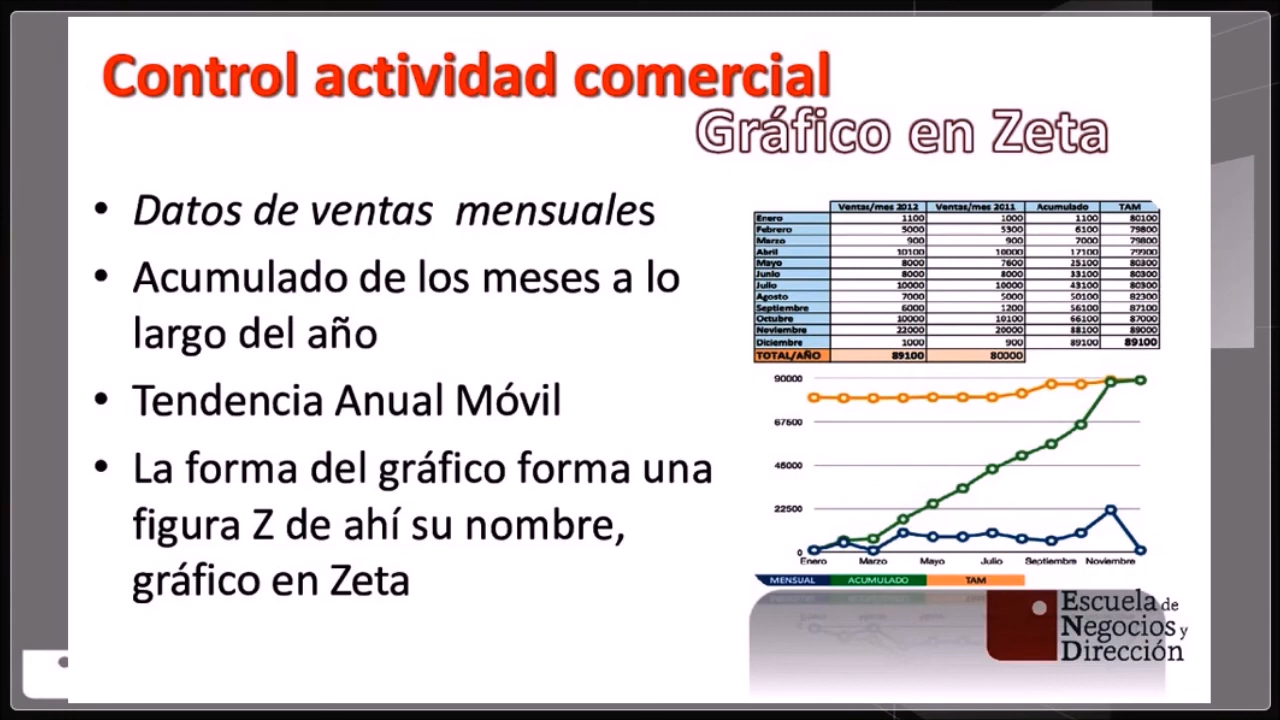 Control actividad comercial
Gráfico en Zeta
• Datos de ventas mensuales
• Acumulado de los meses a lo
largo del año
• Tendencia Anual Móvil
• La forma del gráfico forma una
figura Z de ahí su nombre,
gráfico en Zeta
Ventas/mes 2012 Ventas/mes 2011 Acumulado TAM
Enero 1100 1000 1100 80100
Febrero 5000 5300 6100 79800
Marzo 900 900 7000 79800
Abril 10100 10000 17100 79900
Mayo 8000 7600 25100 80300
Junio 8000 8000 33100 80300
Julio 10000 10000 43100 80300
Agosto 7000 5000 50100 82300
Septiembre 6000 1200 56100 87100
Octubre 10000 10100 66100 87000
Noviembre 22000 20000 88100 89000
Diciembre 1000 900 89100 89100
TOTAL/AÑO 89100 80000
90000
67500
45000
22500
0
Enero Marzo Mayo Julio Septiembre Noviembre
MENSUAL ACUMULADO TAM
Escuela de
Negocios y
Dirección